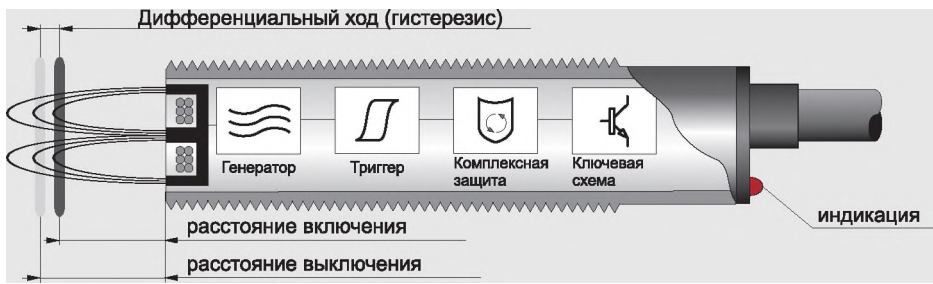 Дифференциальный ход (гистерезис)
Генератор
Триггер
Комплексная
защита
Ключевая
схема
индикация
расстояние включения
расстояние выключения